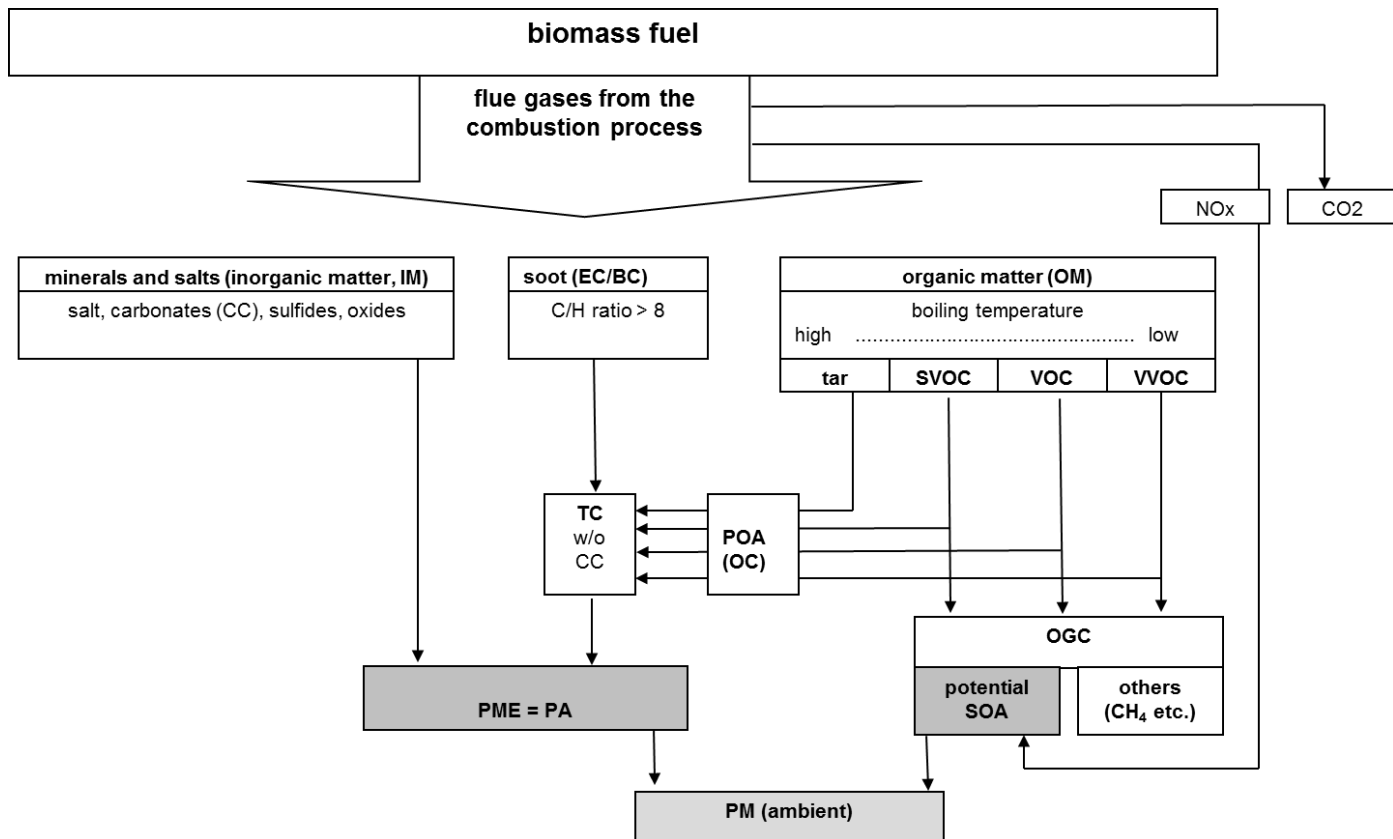 biomass fuel
flue gases from the
combustion process
NOx
CO2
minerals and salts (inorganic matter, IM)
salt, carbonates (CC), sulfides, oxides
soot (EC/BC)
C/H ratio > 8
organic matter (OM)
boiling temperature
high ........................................................ low
tar
SVOC
VOC
VVOC
TC
w/o
CC
POA
(OC)
OGC
PME = PA
potential
SOA
others
(CH₄ etc.)
PM (ambient)